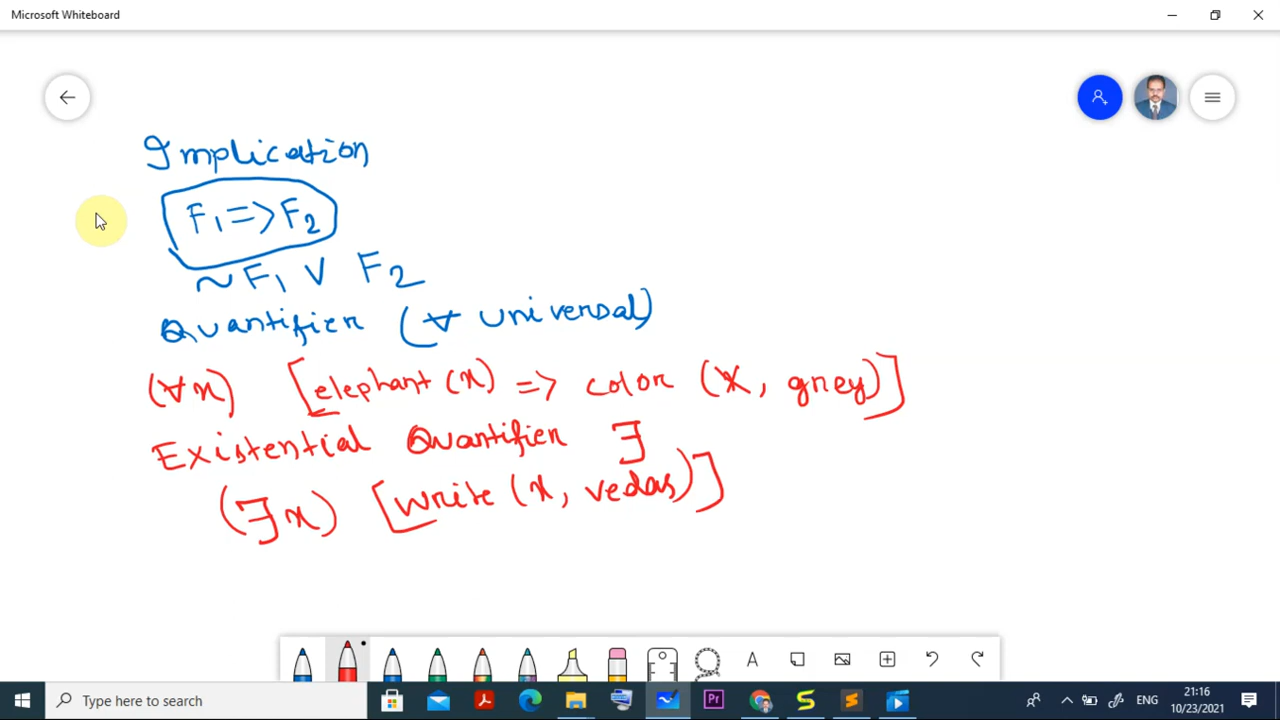 Microsoft Whiteboard
Implication
F1 => F2
~F1 ∨ F2
Quantifier (∀ universal)
(∀x) [elephant(x) => color (x, grey)]
Existential Quantifier ∃
(∃x) [write (x, vedas)]
A
Type here to search
ENG
21:16
10/23/2021